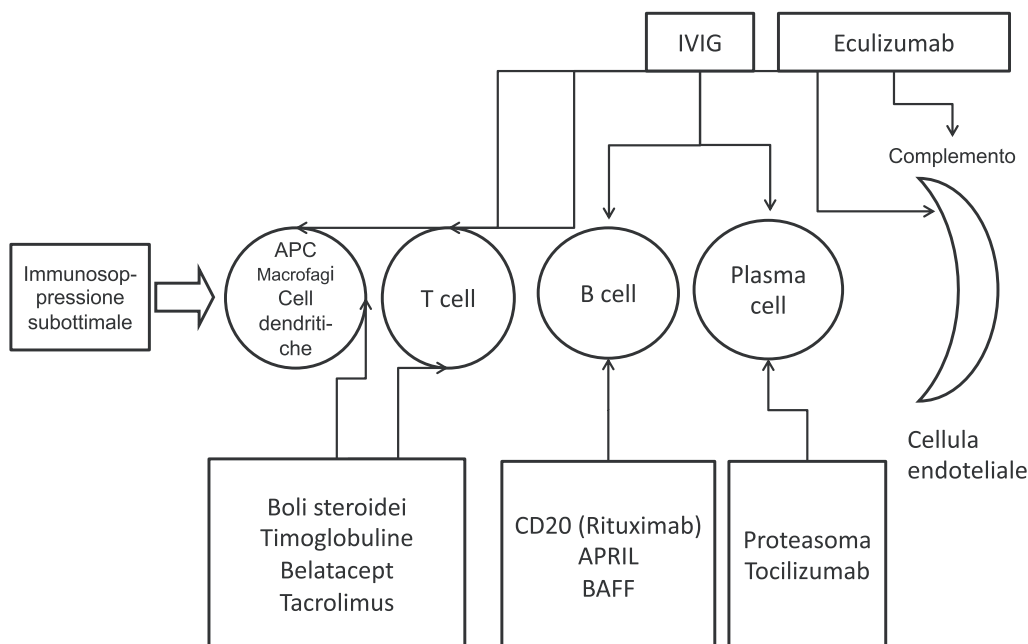 IVIG
Eculizumab
Complemento
Immunosop-
pressione
subottimale
APC
Macrofagi
Cell
dendriti-
che
T cell
B cell
Plasma
cell
Cellula
endoteliale
Boli steroidei
Timoglobuline
Belatacept
Tacrolimus
CD20 (Rituximab)
APRIL
BAFF
Proteasoma
Tocilizumab